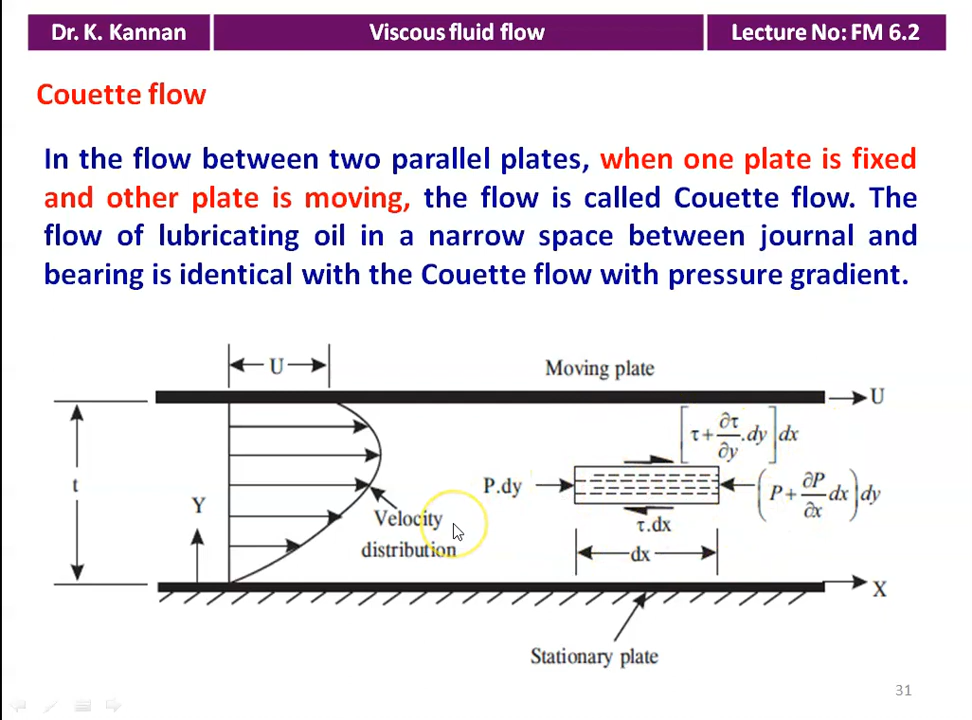 Dr. K. Kannan
Viscous fluid flow
Lecture No: FM 6.2
Couette flow
In the flow between two parallel plates, when one plate is fixed
and other plate is moving, the flow is called Couette flow. The
flow of lubricating oil in a narrow space between journal and
bearing is identical with the Couette flow with pressure gradient.
U
Moving plate
U
[τ+∂τ/∂y.dy]dx
t
Y
P.dy
(P+∂P/∂x dx)dy
Velocity
distribution
τ.dx
dx
X
Stationary plate
31